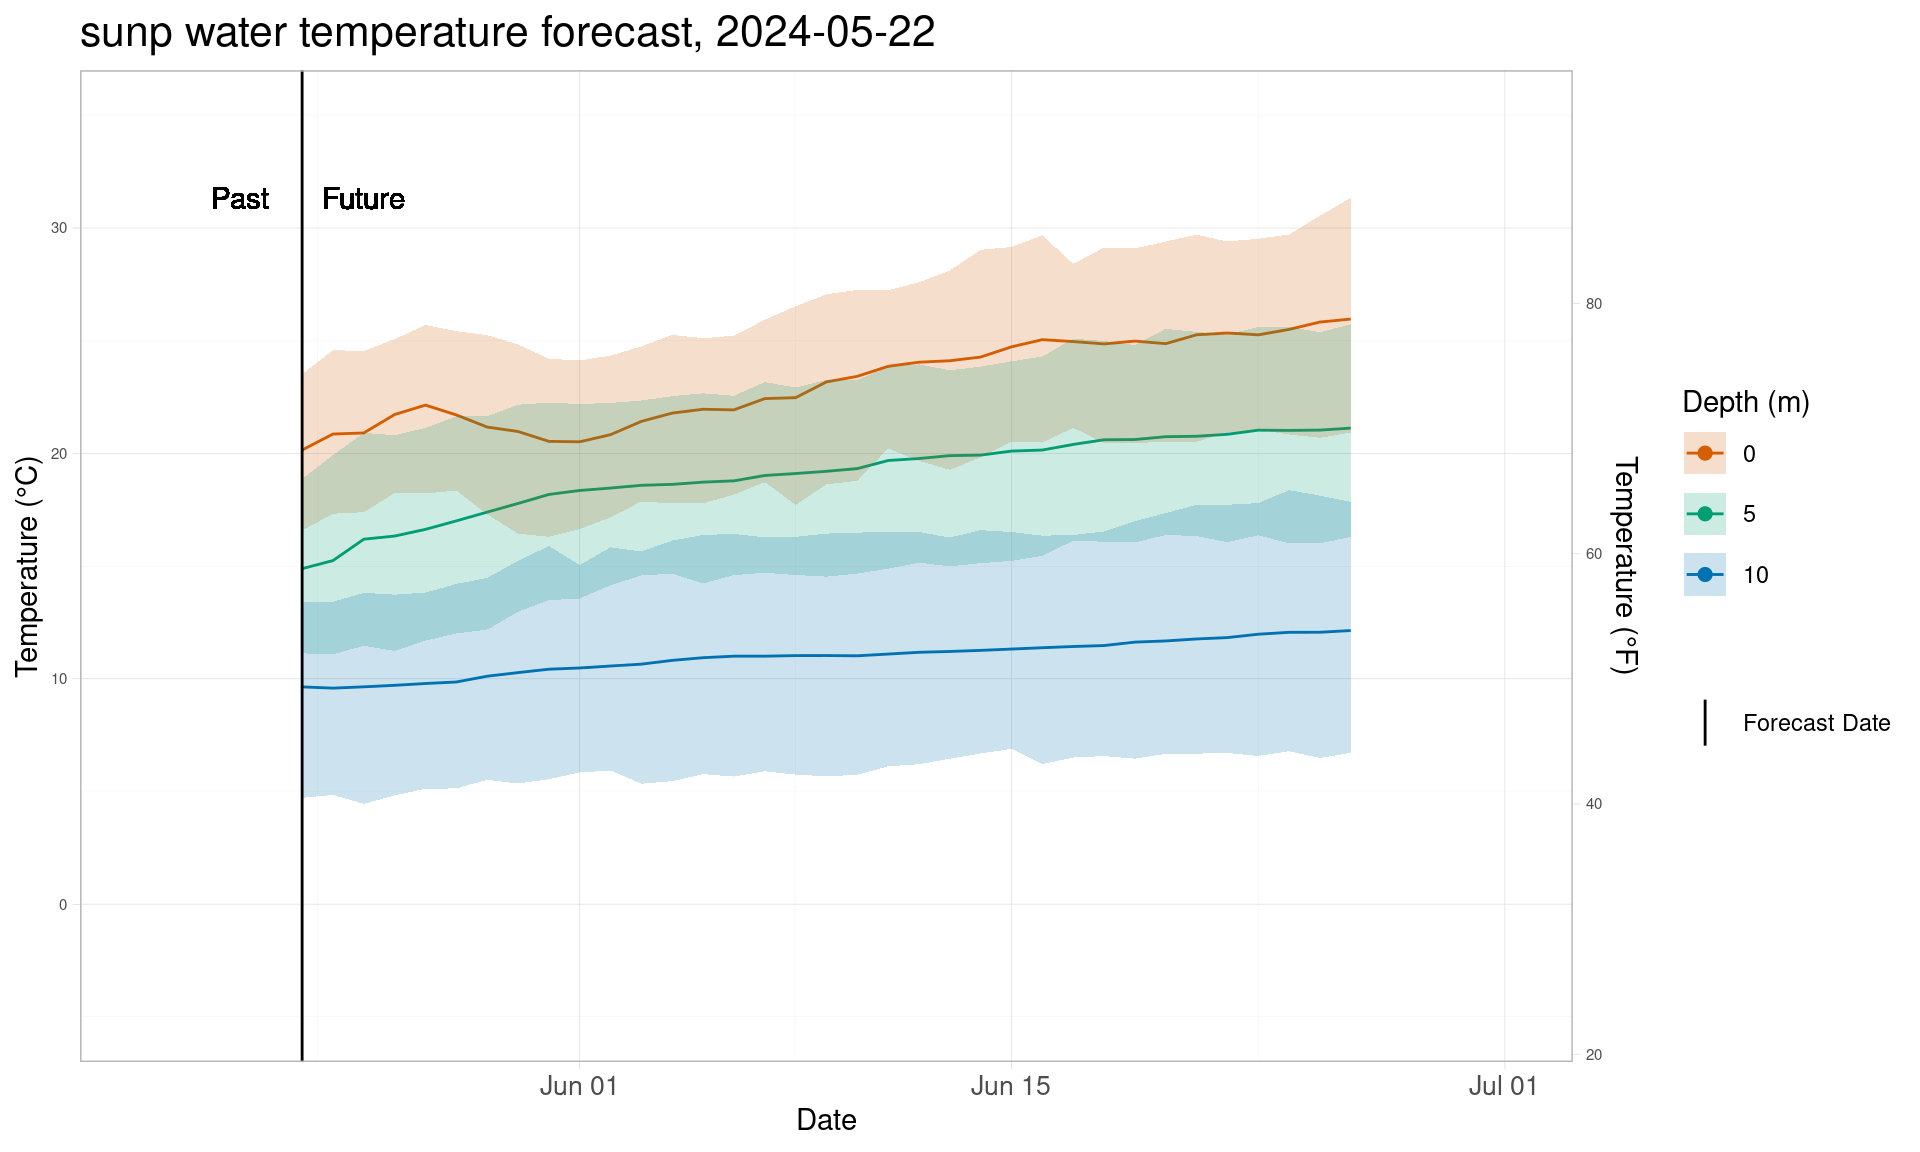 sunp water temperature forecast, 2024-05-22
Past
Future
30
20
10
0
Temperature (°C)
80
60
40
20
Temperature (°F)
Jun 01
Jun 15
Jul 01
Date
Depth (m)
0
5
10
Forecast Date